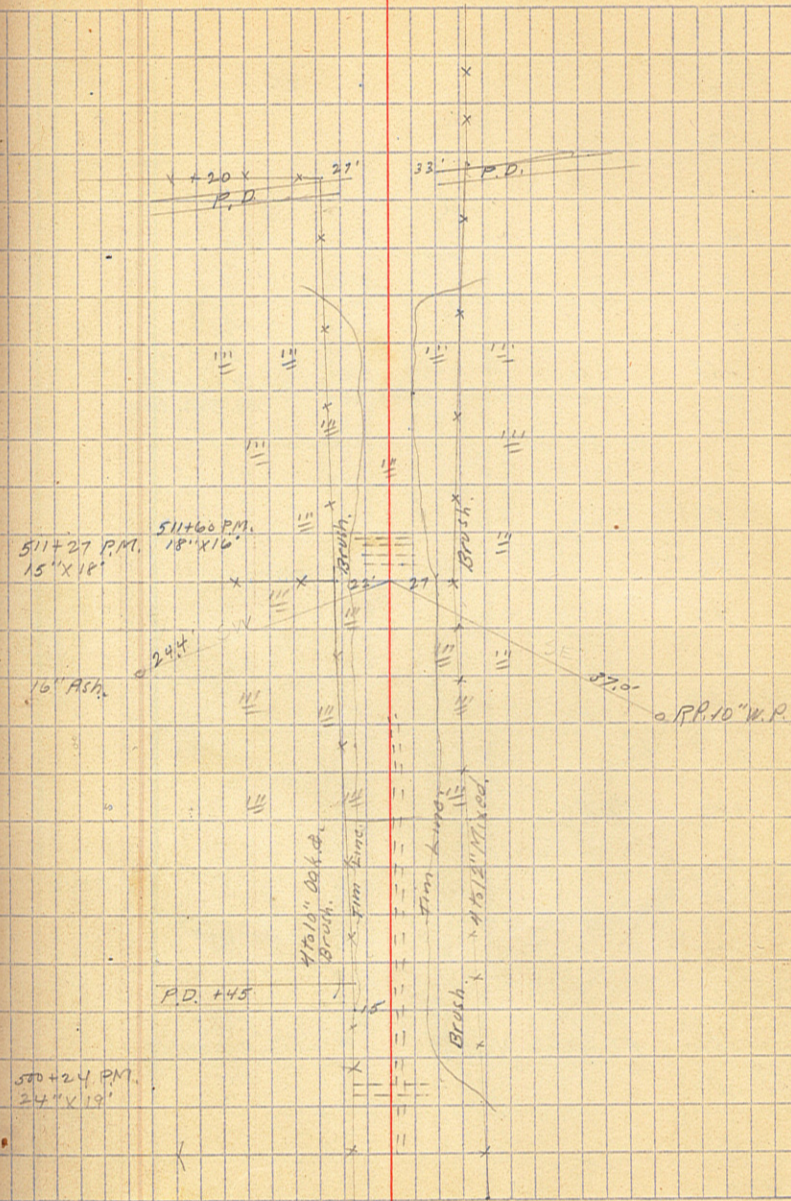 +20
27'
33'
P.D.
P.D.
511+60 P.M.
18"X16'
511+27 P.M.
15"X18'
Brush.
Brush.
22'
27'
24.4'
16" Ash.
37.0
R.P. 10" W.P.
4 to 10" Oak &
Brush.
Tim Line.
Tim Line.
4 to 12" Mixed.
Brush.
P.D. +45
15
500+24 P.M.
24"X19'